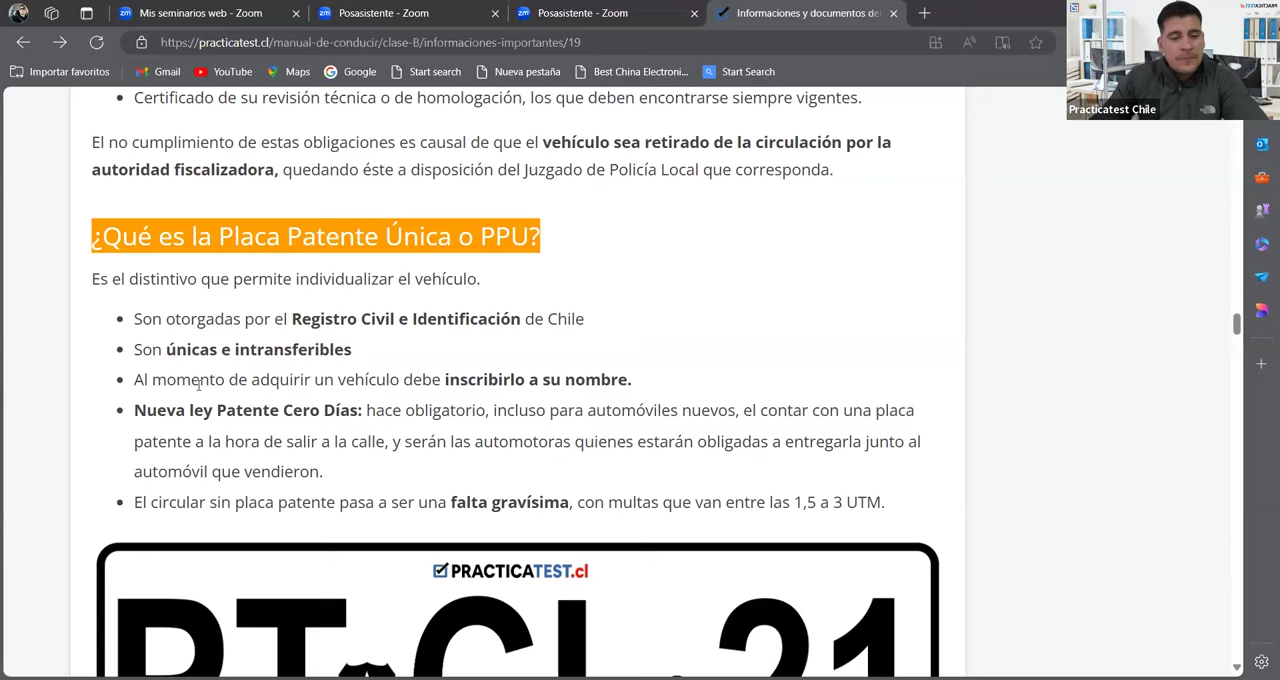 Mis seminarios web - Zoom
Posasistente - Zoom
Posasistente - Zoom
Informaciones y documentos del
https://practicatest.cl/manual-de-conducir/clase-B/informaciones-importantes/19
Importar favoritos
Gmail
YouTube
Maps
Google
Start search
Nueva pestaña
Best China Electroni...
Start Search
Practicatest Chile
Certificado de su revisión técnica o de homologación, los que deben encontrarse siempre vigentes.
El no cumplimiento de estas obligaciones es causal de que el vehículo sea retirado de la circulación por la
autoridad fiscalizadora, quedando éste a disposición del Juzgado de Policía Local que corresponda.
¿Qué es la Placa Patente Única o PPU?
Es el distintivo que permite individualizar el vehículo.
Son otorgadas por el Registro Civil e Identificación de Chile
Son únicas e intransferibles
Al momento de adquirir un vehículo debe inscribirlo a su nombre.
Nueva ley Patente Cero Días: hace obligatorio, incluso para automóviles nuevos, el contar con una placa
patente a la hora de salir a la calle, y serán las automotoras quienes estarán obligadas a entregarla junto al
automóvil que vendieron.
El circular sin placa patente pasa a ser una falta gravísima, con multas que van entre las 1,5 a 3 UTM.
PRACTICATEST.cl
PT CL 21